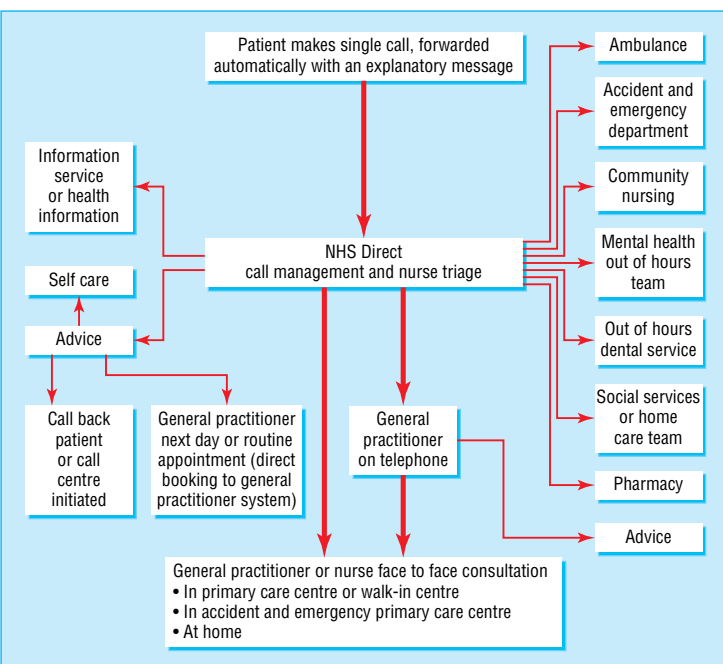 Patient makes single call, forwarded
automatically with an explanatory message
Ambulance
Accident and
emergency
department
Information
service
or health
information
Community
nursing
NHS Direct
call management and nurse triage
Mental health
out of hours
team
Self care
Advice
Out of hours
dental service
Call back
patient
or call
centre
initiated
General practitioner
next day or routine
appointment (direct
booking to general
practitioner system)
General
practitioner
on telephone
Social services
or home
care team
Pharmacy
Advice
General practitioner or nurse face to face consultation
• In primary care centre or walk-in centre
• In accident and emergency primary care centre
• At home